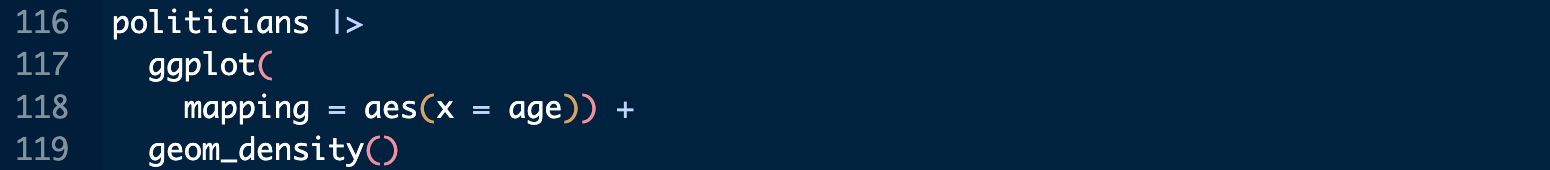 116 politicians |>
117   ggplot(
118     mapping = aes(x = age)) +
119   geom_density()